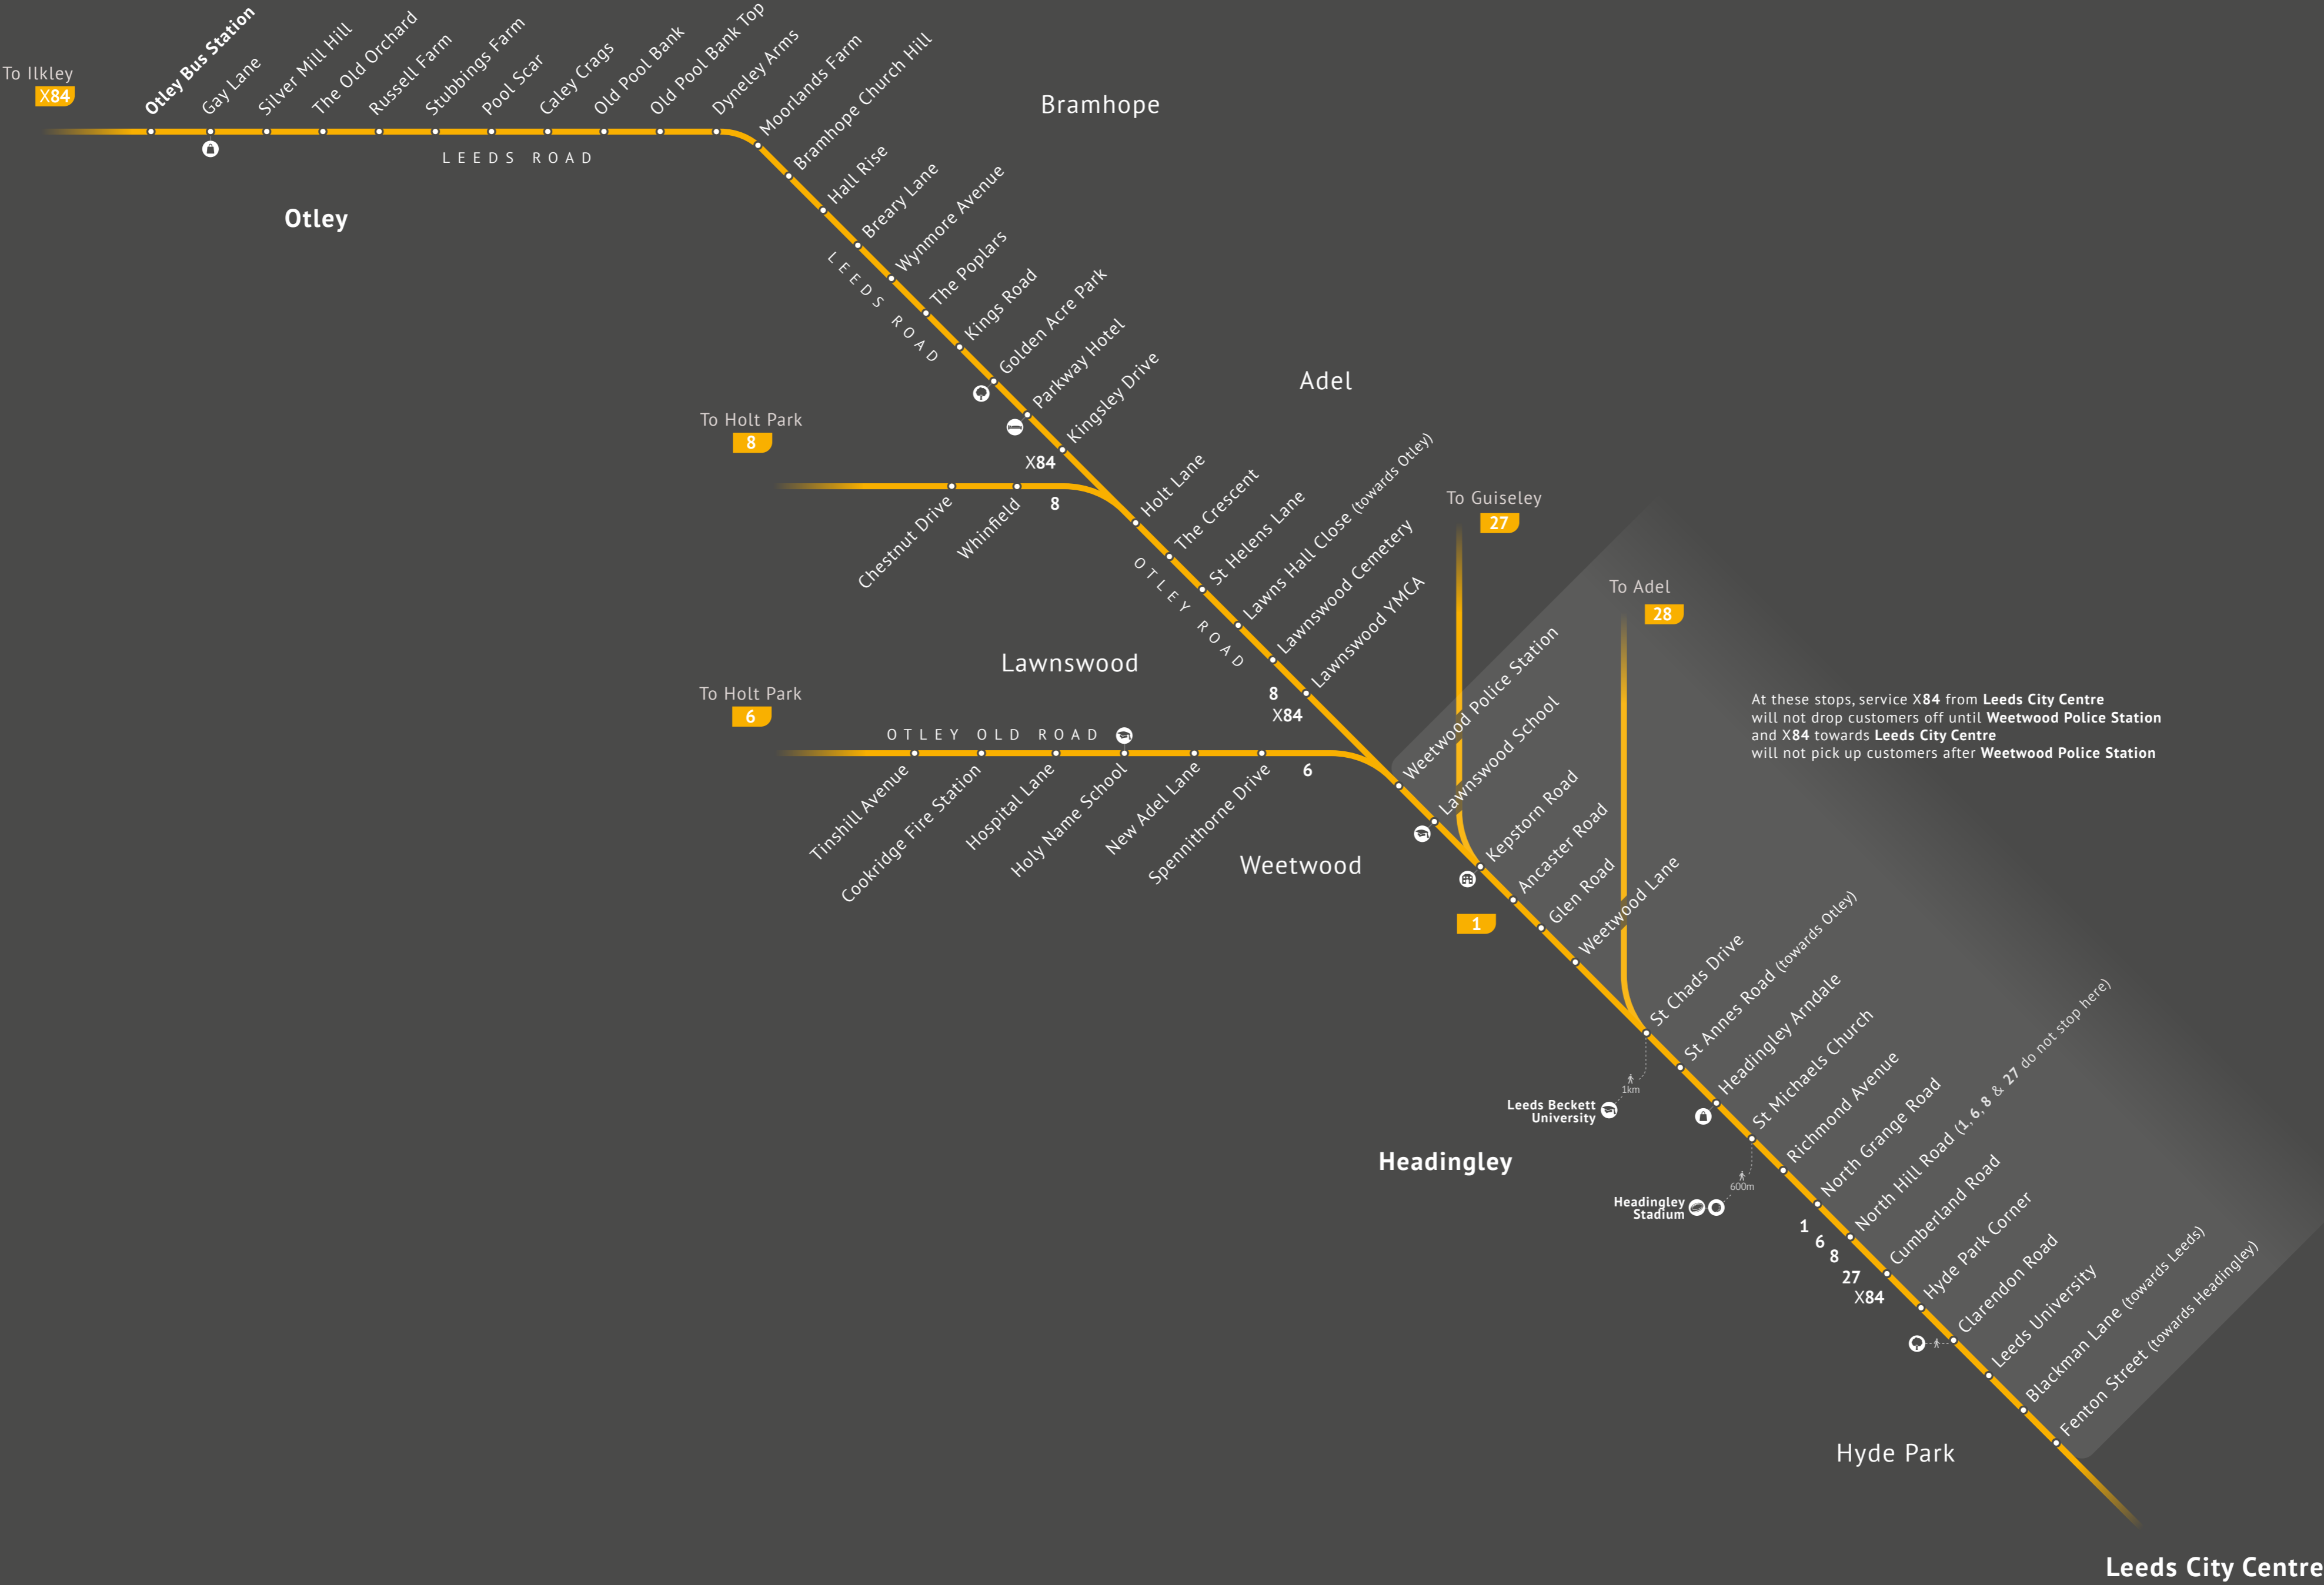 To Ilkley
X84
Otley Bus Station
Gay Lane
Silver Mill Hill
The Old Orchard
Russell Farm
Stubbings Farm
Pool Scar
Caley Crags
Old Pool Bank
Old Pool Bank Top
Dyneley Arms
Moorlands Farm
Bramhope Church Hill
Hall Rise
Breary Lane
Wynmore Avenue
The Poplars
Kings Road
Golden Acre Park
Parkway Hotel
Kingsley Drive
LEEDS ROAD
Otley
Bramhope
LEEDS ROAD
Adel
To Holt Park
8
X84
8
Chestnut Drive
Whinfield
Holt Lane
The Crescent
St Helens Lane
Lawns Hall Close (towards Otley)
Lawnswood Cemetery
Lawnswood YMCA
OTLEY ROAD
Lawnswood
8
X84
To Guiseley
27
To Adel
28
To Holt Park
6
OTLEY OLD ROAD
6
Tinshill Avenue
Cookridge Fire Station
Hospital Lane
Holy Name School
New Adel Lane
Spennithorne Drive
At these stops, service X84 from Leeds City Centre
will not drop customers off until Weetwood Police Station
and X84 towards Leeds City Centre
will not pick up customers after Weetwood Police Station
Weetwood Police Station
Lawnswood School
Kepstorn Road
Ancaster Road
Glen Road
Weetwood Lane
Weetwood
1
St Chads Drive
St Annes Road (towards Otley)
Headingley Arndale
St Michaels Church
Richmond Avenue
North Grange Road
North Hill Road (1, 6, 8 & 27 do not stop here)
Cumberland Road
Hyde Park Corner
Clarendon Road
Leeds University
Blackman Lane (towards Leeds)
Fenton Street (towards Headingley)
1km
Leeds Beckett
University
Headingley
600m
Headingley
Stadium
1
6
8
27
X84
Hyde Park
Leeds City Centre